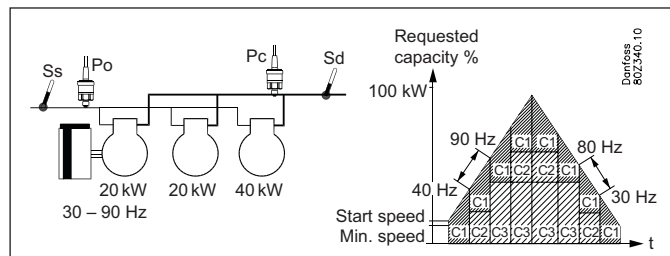 Ss
Po
Pc
Sd
20 kW
20 kW
40 kW
30 – 90 Hz
Requested
capacity %
100 kW
90 Hz
40 Hz
80 Hz
30 Hz
Start speed
Min. speed
C1 C1
C1 C2 C2 C1
C1 C1
C1 C2 C3 C3 C3 C3 C2 C1
t
Danfoss
80Z340.10